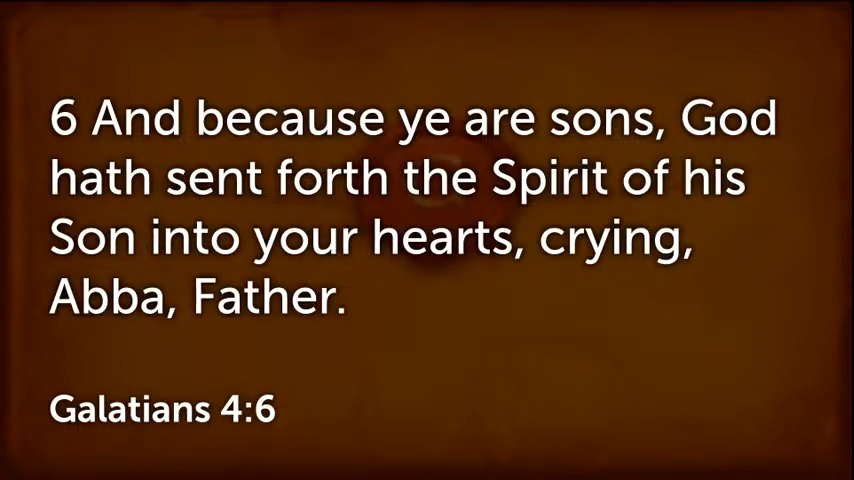 6 And because ye are sons, God
hath sent forth the Spirit of his
Son into your hearts, crying,
Abba, Father.
Galatians 4:6